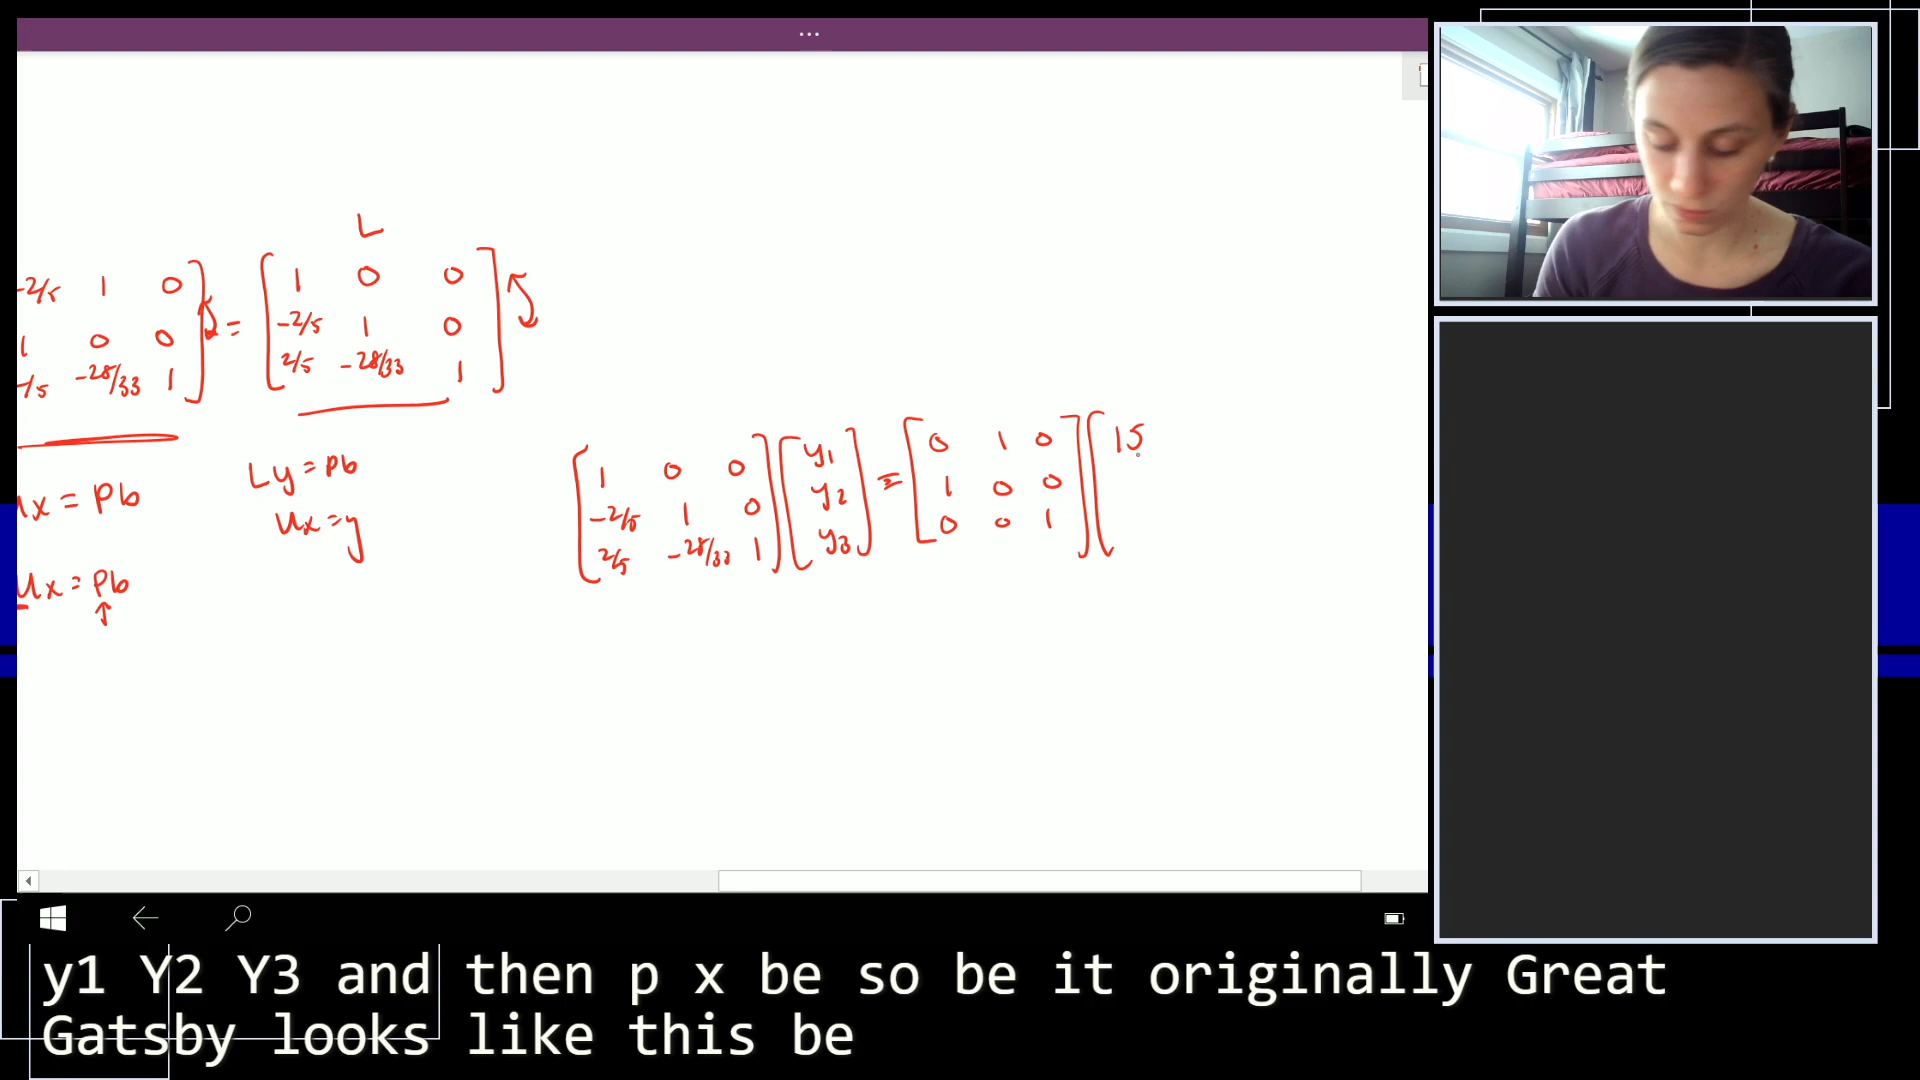 L
-2/5 1 0
1 0 0
/5 -28/33 1
=
1 0 0
-2/5 1 0
2/5 -28/33 1
Ux = Pb
Ly = Pb
Ux = y
Ux = Pb
1 0 0
-2/5 1 0
2/5 -28/33 1
y1
y2
y3
=
0 1 0
1 0 0
0 0 1
15
y1 Y2 Y3 and then p x be so be it originally Great
Gatsby looks like this be